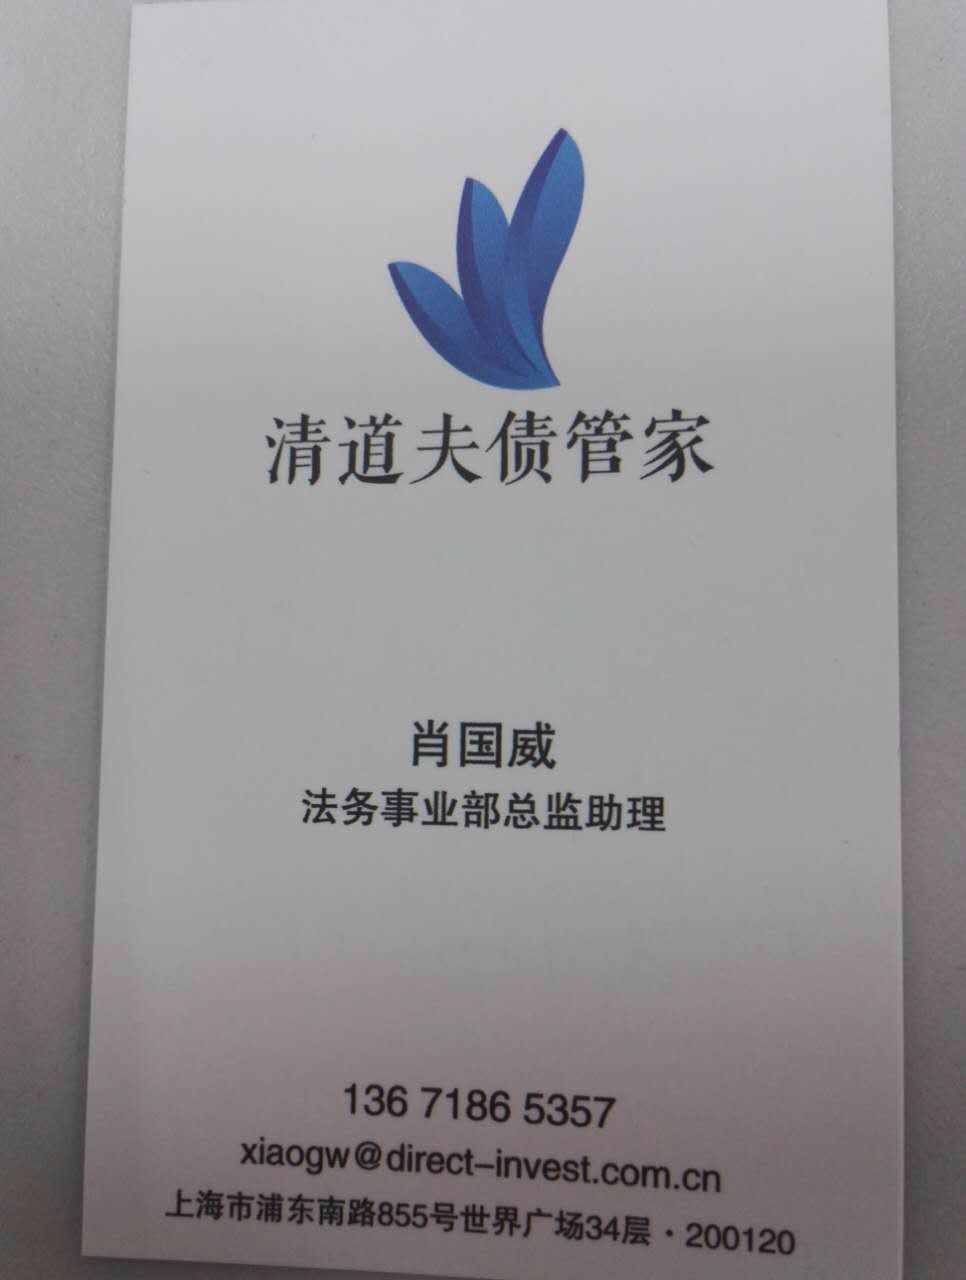 清道夫债管家
肖国威
法务事业部总监助理
136 7186 5357
xiaogw@direct-invest.com.cn
上海市浦东南路855号世界广场34层·200120